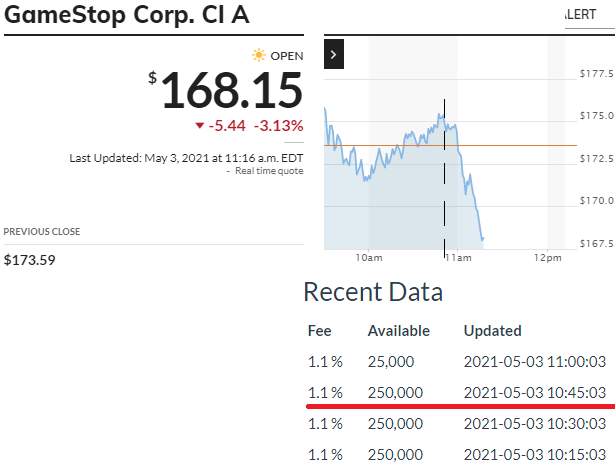 GameStop Corp. Cl A
LERT
OPEN
$168.15
-5.44 -3.13%
Last Updated: May 3, 2021 at 11:16 a.m. EDT
- Real time quote
PREVIOUS CLOSE
$173.59
$177.5
$175.0
$172.5
$170.0
$167.5
10am 11am 12pm
Recent Data
Fee Available Updated
1.1 % 25,000 2021-05-03 11:00:03
1.1 % 250,000 2021-05-03 10:45:03
1.1 % 250,000 2021-05-03 10:30:03
1.1 % 250,000 2021-05-03 10:15:03